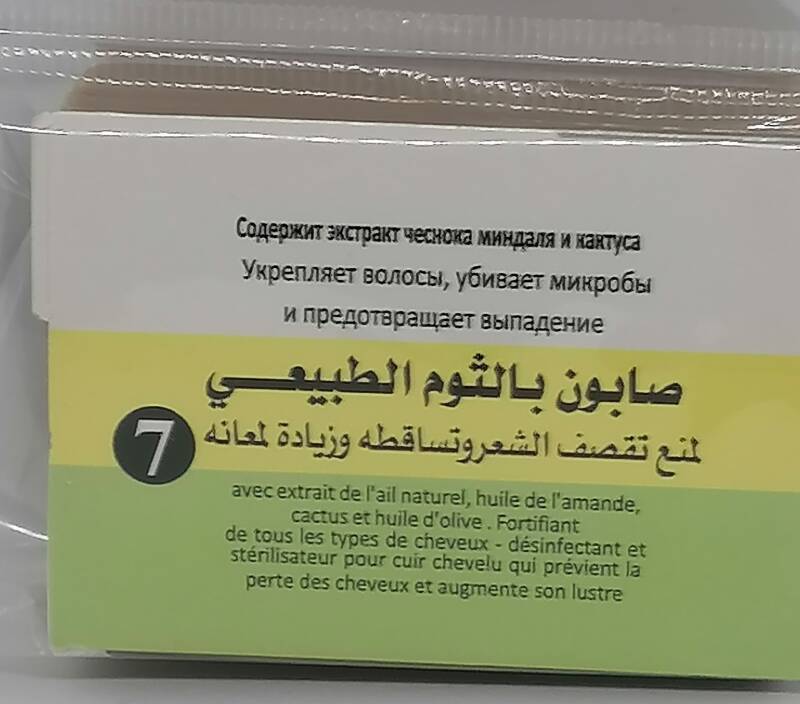 Содержит экстракт чеснока миндаля и кактуса
Укрепляет волосы, убивает микробы
и предотвращает выпадение
صابون بالثوم الطبيعي
لمنع تقصف الشعر وتساقطه وزيادة لمعانه
7
avec extrait de l'ail naturel, huile de l'amande,
cactus et huile d'olive . Fortifiant
de tous les types de cheveux - désinfectant et
stérilisateur pour cuir chevelu qui prévient la
perte des cheveux et augmente son lustre